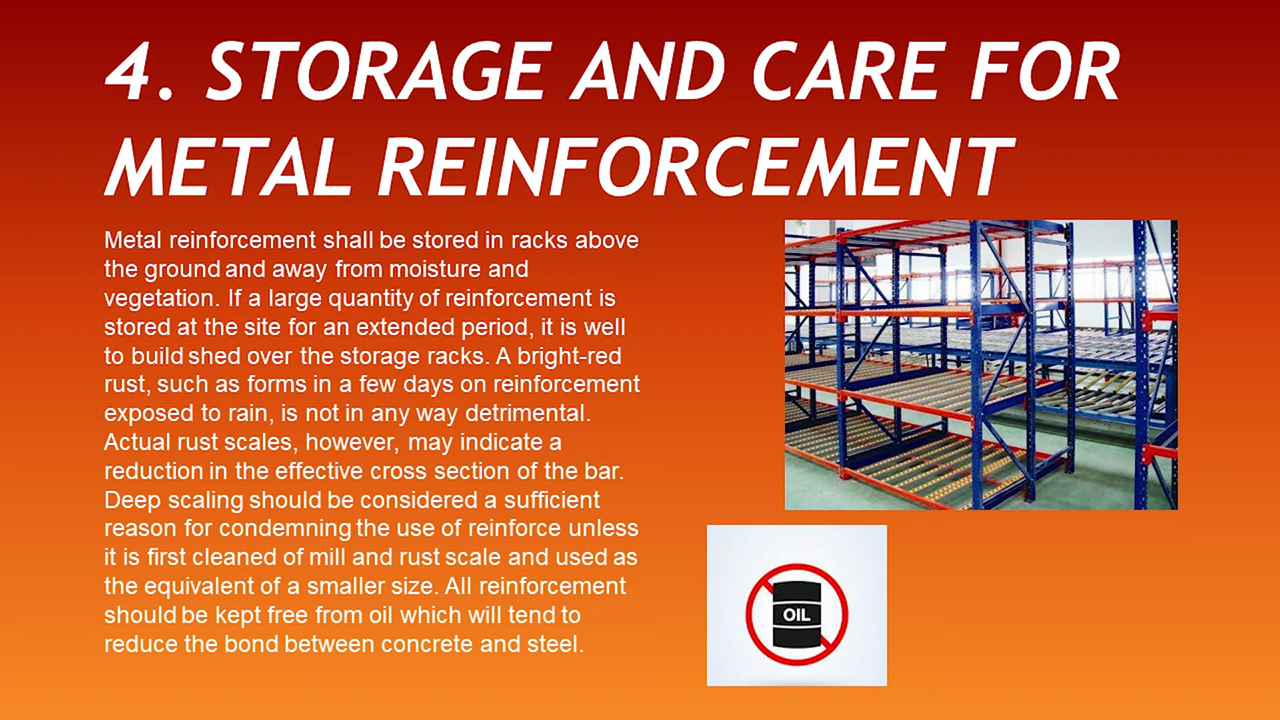 4. STORAGE AND CARE FOR
METAL REINFORCEMENT
Metal reinforcement shall be stored in racks above
the ground and away from moisture and
vegetation. If a large quantity of reinforcement is
stored at the site for an extended period, it is well
to build shed over the storage racks. A bright-red
rust, such as forms in a few days on reinforcement
exposed to rain, is not in any way detrimental.
Actual rust scales, however, may indicate a
reduction in the effective cross section of the bar.
Deep scaling should be considered a sufficient
reason for condemning the use of reinforce unless
it is first cleaned of mill and rust scale and used as
the equivalent of a smaller size. All reinforcement
should be kept free from oil which will tend to
reduce the bond between concrete and steel.
OIL